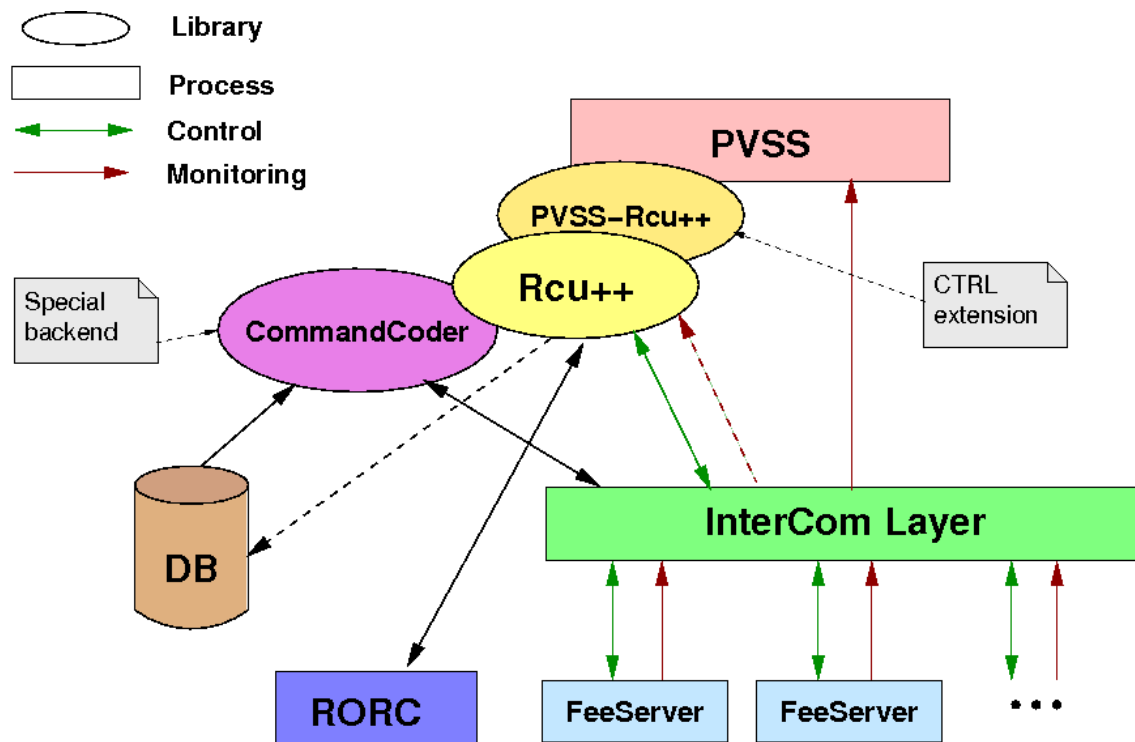 Library
Process
Control
Monitoring
PVSS
PVSS-Rcu++
Rcu++
CTRL
extension
Special
backend
CommandCoder
InterCom Layer
DB
RORC
FeeServer
FeeServer
...